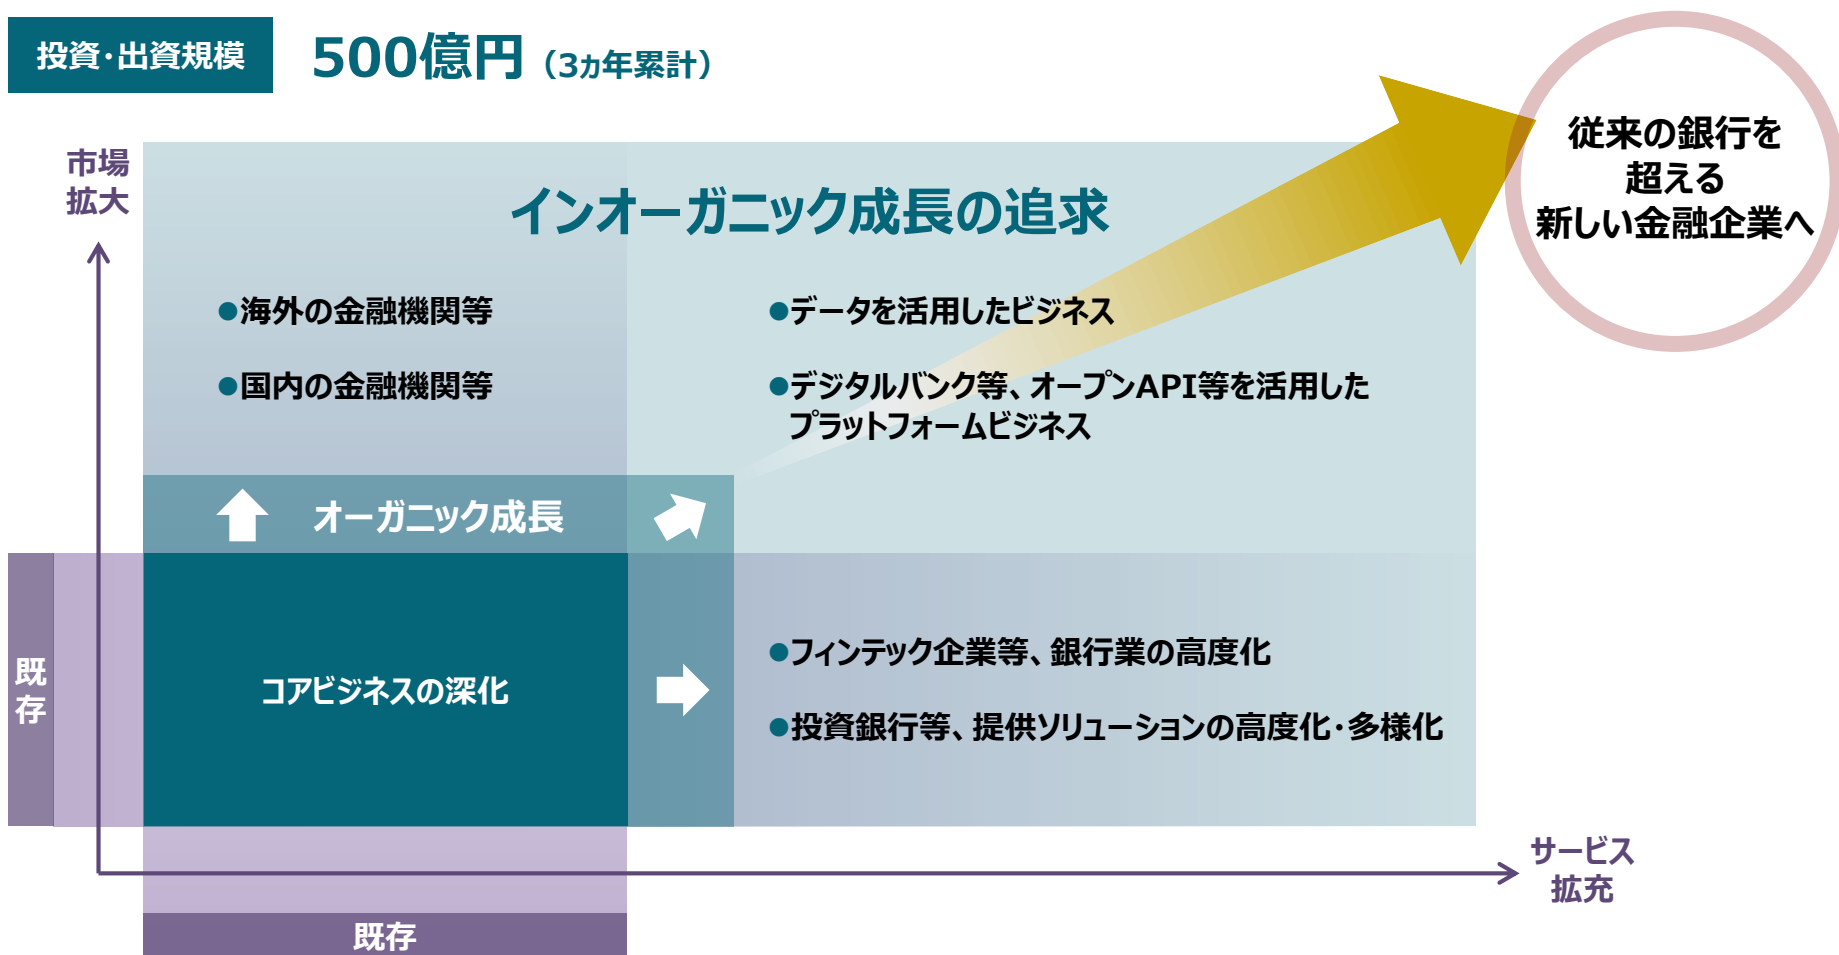 投資・出資規模
500億円（3ヵ年累計）
市場
拡大
インオーガニック成長の追求
従来の銀行を
超える
新しい金融企業へ
●海外の金融機関等
●国内の金融機関等
●データを活用したビジネス
●デジタルバンク等、オープンAPI等を活用した
プラットフォームビジネス
オーガニック成長
既存
コアビジネスの深化
●フィンテック企業等、銀行業の高度化
●投資銀行等、提供ソリューションの高度化・多様化
サービス
拡充
既存